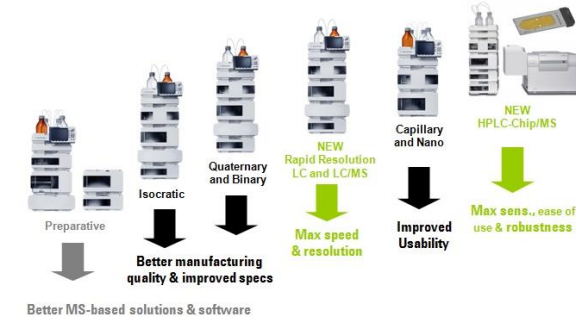 NEW
HPLC-Chip/MS
Capillary
and Nano
NEW
Rapid Resolution
LC and LC/MS
Quaternary
and Binary
Isocratic
Preparative
Max sens., ease of
use & robustness
Improved
Usability
Max speed
& resolution
Better manufacturing
quality & improved specs
Better MS-based solutions & software